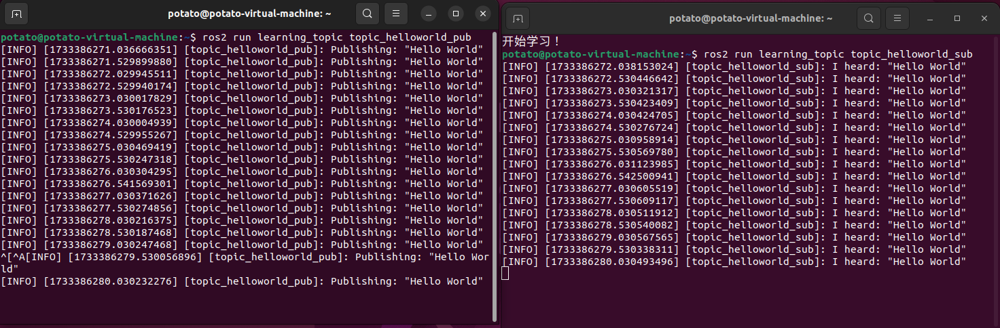 potato@potato-virtual-machine: ~
potato@potato-virtual-machine:~$ ros2 run learning_topic topic_helloworld_pub
[INFO] [1733386271.036666351] [topic_helloworld_pub]: Publishing: "Hello World"
[INFO] [1733386271.529899880] [topic_helloworld_pub]: Publishing: "Hello World"
[INFO] [1733386272.029945511] [topic_helloworld_pub]: Publishing: "Hello World"
[INFO] [1733386272.529940174] [topic_helloworld_pub]: Publishing: "Hello World"
[INFO] [1733386273.030017829] [topic_helloworld_pub]: Publishing: "Hello World"
[INFO] [1733386273.530176523] [topic_helloworld_pub]: Publishing: "Hello World"
[INFO] [1733386274.030004939] [topic_helloworld_pub]: Publishing: "Hello World"
[INFO] [1733386274.529955267] [topic_helloworld_pub]: Publishing: "Hello World"
[INFO] [1733386275.030469419] [topic_helloworld_pub]: Publishing: "Hello World"
[INFO] [1733386275.530247318] [topic_helloworld_pub]: Publishing: "Hello World"
[INFO] [1733386276.030304295] [topic_helloworld_pub]: Publishing: "Hello World"
[INFO] [1733386276.541569301] [topic_helloworld_pub]: Publishing: "Hello World"
[INFO] [1733386277.030371626] [topic_helloworld_pub]: Publishing: "Hello World"
[INFO] [1733386277.530274856] [topic_helloworld_pub]: Publishing: "Hello World"
[INFO] [1733386278.030216375] [topic_helloworld_pub]: Publishing: "Hello World"
[INFO] [1733386278.530187468] [topic_helloworld_pub]: Publishing: "Hello World"
[INFO] [1733386279.030247468] [topic_helloworld_pub]: Publishing: "Hello World"
^[^A[INFO] [1733386279.530056896] [topic_helloworld_pub]: Publishing: "Hello Wor
ld"
[INFO] [1733386280.030232276] [topic_helloworld_pub]: Publishing: "Hello World"
potato@potato-virtual-machine: ~
开始学习！
potato@potato-virtual-machine:~$ ros2 run learning_topic topic_helloworld_sub
[INFO] [1733386272.038153024] [topic_helloworld_sub]: I heard: "Hello World"
[INFO] [1733386272.530446642] [topic_helloworld_sub]: I heard: "Hello World"
[INFO] [1733386273.030321317] [topic_helloworld_sub]: I heard: "Hello World"
[INFO] [1733386273.530423409] [topic_helloworld_sub]: I heard: "Hello World"
[INFO] [1733386274.030424705] [topic_helloworld_sub]: I heard: "Hello World"
[INFO] [1733386274.530276724] [topic_helloworld_sub]: I heard: "Hello World"
[INFO] [1733386275.030958914] [topic_helloworld_sub]: I heard: "Hello World"
[INFO] [1733386275.530569780] [topic_helloworld_sub]: I heard: "Hello World"
[INFO] [1733386276.031123985] [topic_helloworld_sub]: I heard: "Hello World"
[INFO] [1733386276.542500941] [topic_helloworld_sub]: I heard: "Hello World"
[INFO] [1733386277.030605519] [topic_helloworld_sub]: I heard: "Hello World"
[INFO] [1733386277.530609117] [topic_helloworld_sub]: I heard: "Hello World"
[INFO] [1733386278.030511912] [topic_helloworld_sub]: I heard: "Hello World"
[INFO] [1733386278.530540082] [topic_helloworld_sub]: I heard: "Hello World"
[INFO] [1733386279.030567565] [topic_helloworld_sub]: I heard: "Hello World"
[INFO] [1733386279.530338311] [topic_helloworld_sub]: I heard: "Hello World"
[INFO] [1733386280.030493496] [topic_helloworld_sub]: I heard: "Hello World"